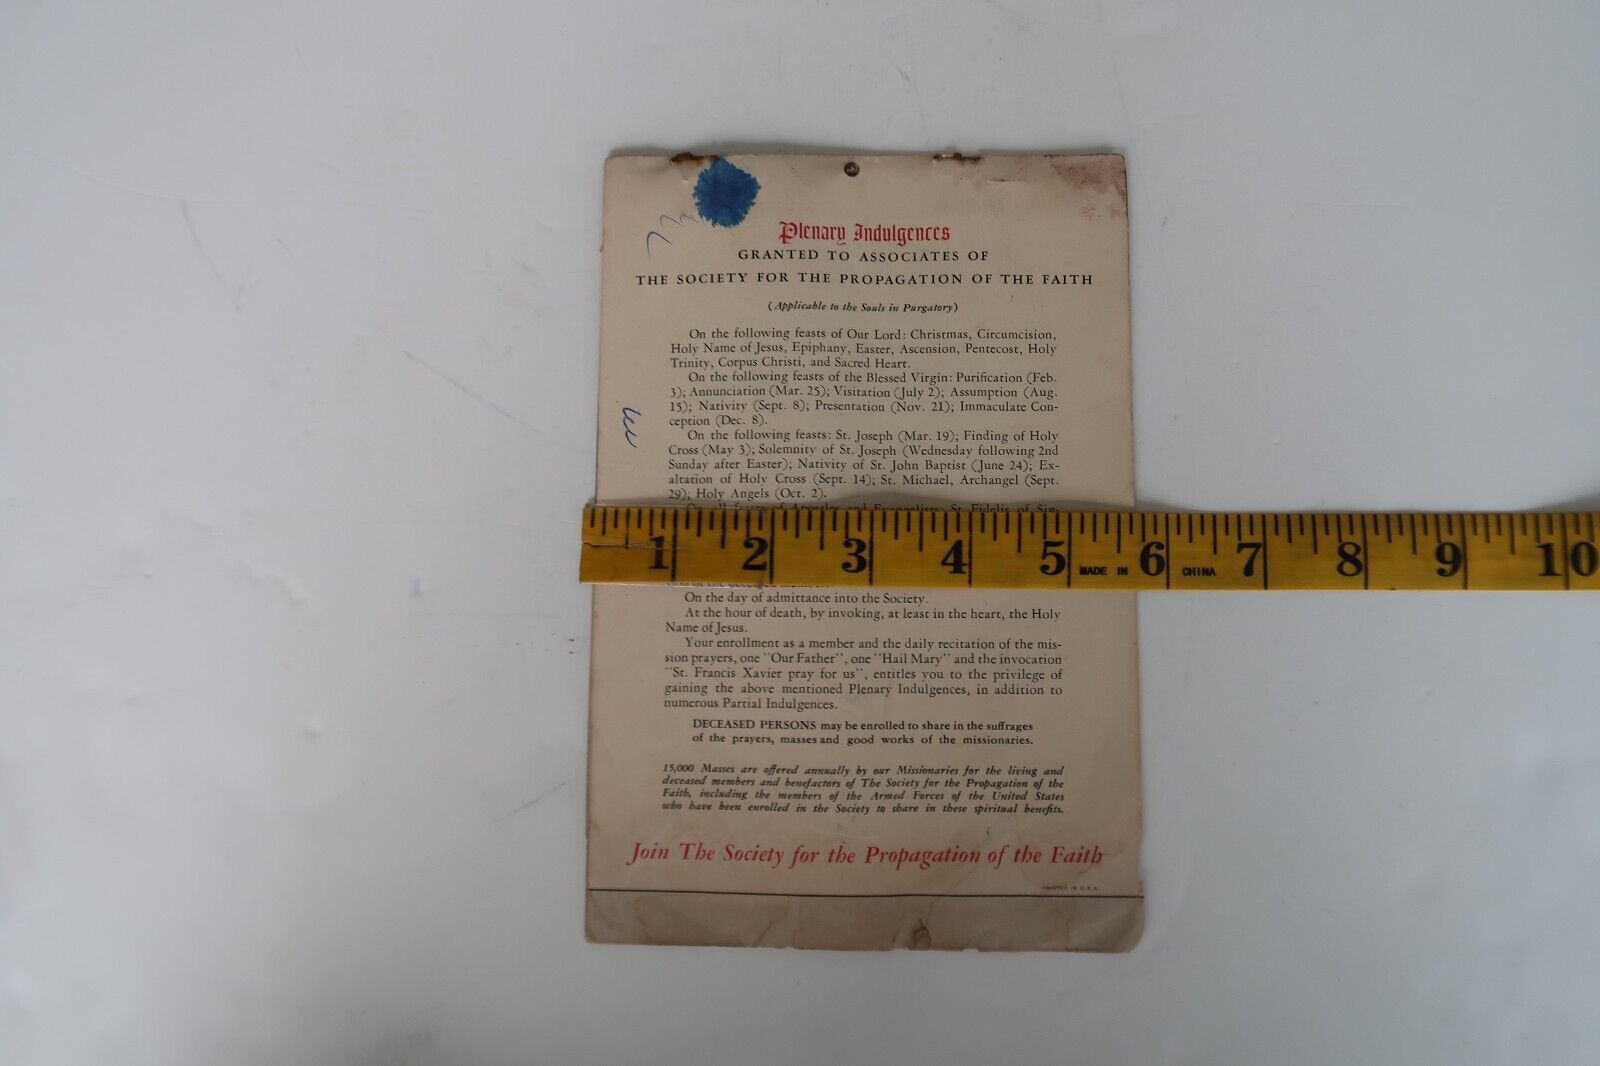 Plenary Indulgences
GRANTED TO ASSOCIATES OF
THE SOCIETY FOR THE PROPAGATION OF THE FAITH
(Applicable to the Souls in Purgatory)
On the following feasts of Our Lord: Christmas, Circumcision,
Holy Name of Jesus, Epiphany, Easter, Ascension, Pentecost, Holy
Trinity, Corpus Christi, and Sacred Heart.
On the following feasts of the Blessed Virgin: Purification (Feb.
3); Annunciation (Mar. 25); Visitation (July 2); Assumption (Aug.
15); Nativity (Sept. 8); Presentation (Nov. 21); Immaculate Con-
ception (Dec. 8).
On the following feasts: St. Joseph (Mar. 19); Finding of Holy
Cross (May 3); Solemnity of St. Joseph (Wednesday following 2nd
Sunday after Easter); Nativity of St. John Baptist (June 24); Ex-
altation of Holy Cross (Sept. 14); St. Michael, Archangel (Sept.
29); Holy Angels (Oct. 2).
On all feasts of Apostles and Evangelists; St. Fidelis of Sig-
1 2 3 4 5 MADE IN 6 CHINA 7 8 9 10
On the day of admittance into the Society.
At the hour of death, by invoking, at least in the heart, the Holy
Name of Jesus.
Your enrollment as a member and the daily recitation of the mis-
sion prayers, one "Our Father", one "Hail Mary" and the invocation
"St. Francis Xavier pray for us", entitles you to the privilege of
gaining the above mentioned Plenary Indulgences, in addition to
numerous Partial Indulgences.
DECEASED PERSONS may be enrolled to share in the suffrages
of the prayers, masses and good works of the missionaries.
15,000 Masses are offered annually by our Missionaries for the living and
deceased members and benefactors of The Society for the Propagation of the
Faith, including the members of the Armed Forces of the United States
who have been enrolled in the Society to share in these spiritual benefits.
Join The Society for the Propagation of the Faith
PRINTED IN U.S.A.